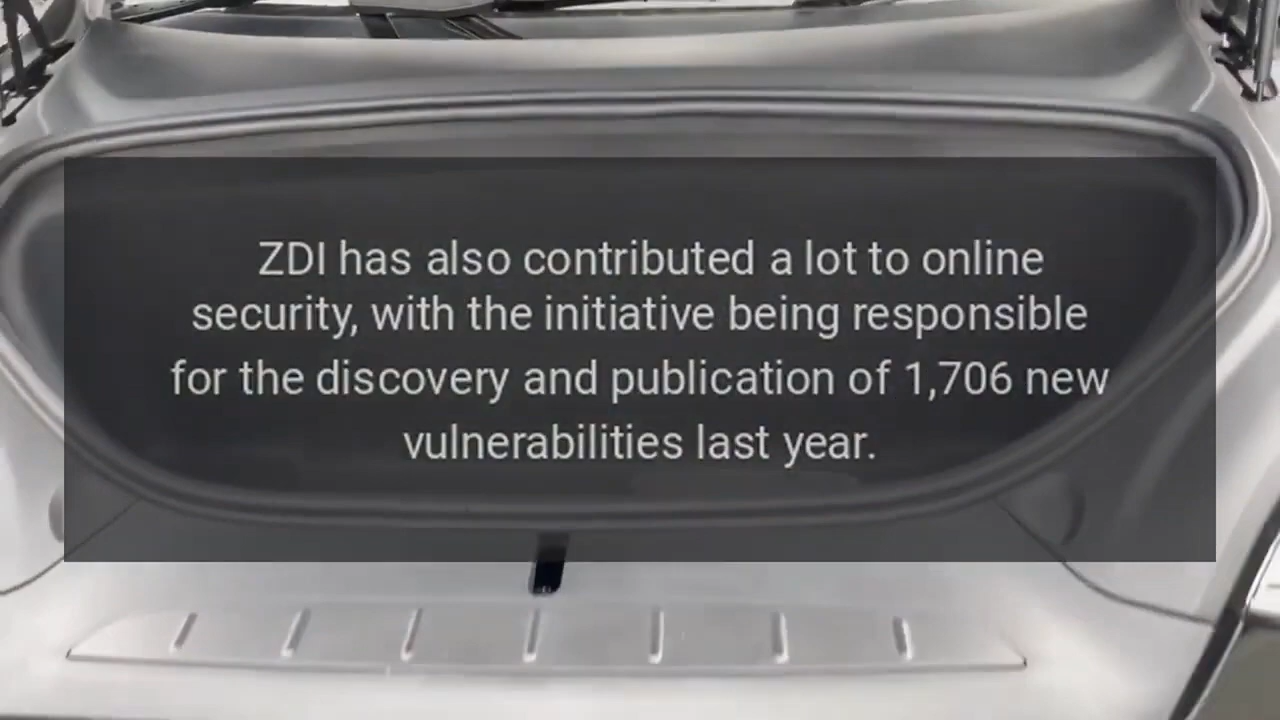 ZDI has also contributed a lot to online
security, with the initiative being responsible
for the discovery and publication of 1,706 new
vulnerabilities last year.